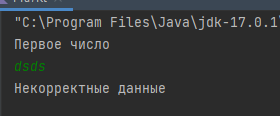 "C:\Program Files\Java\jdk-17.0.1\
Первое число
dsds
Некорректные данные